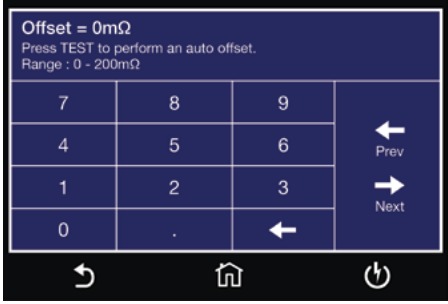 Offset = 0mΩ
Press TEST to perform an auto offset.
Range : 0 - 200mΩ
7 8 9
4 5 6
Prev
1 2 3
Next
0 .